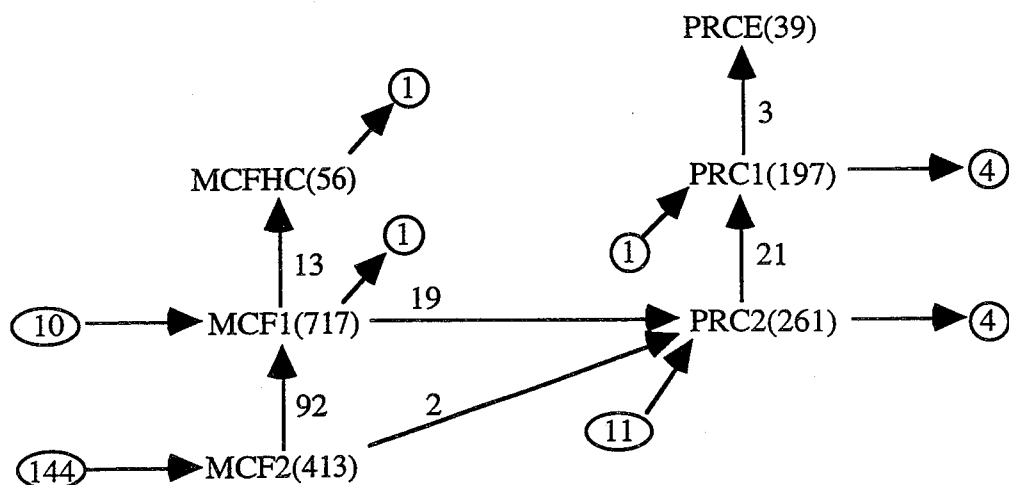 PRCE(39)
1
3
MCFHC(56)
PRC1(197)
4
1
1
13
21
19
10
MCF1(717)
PRC2(261)
4
92
2
11
144
MCF2(413)